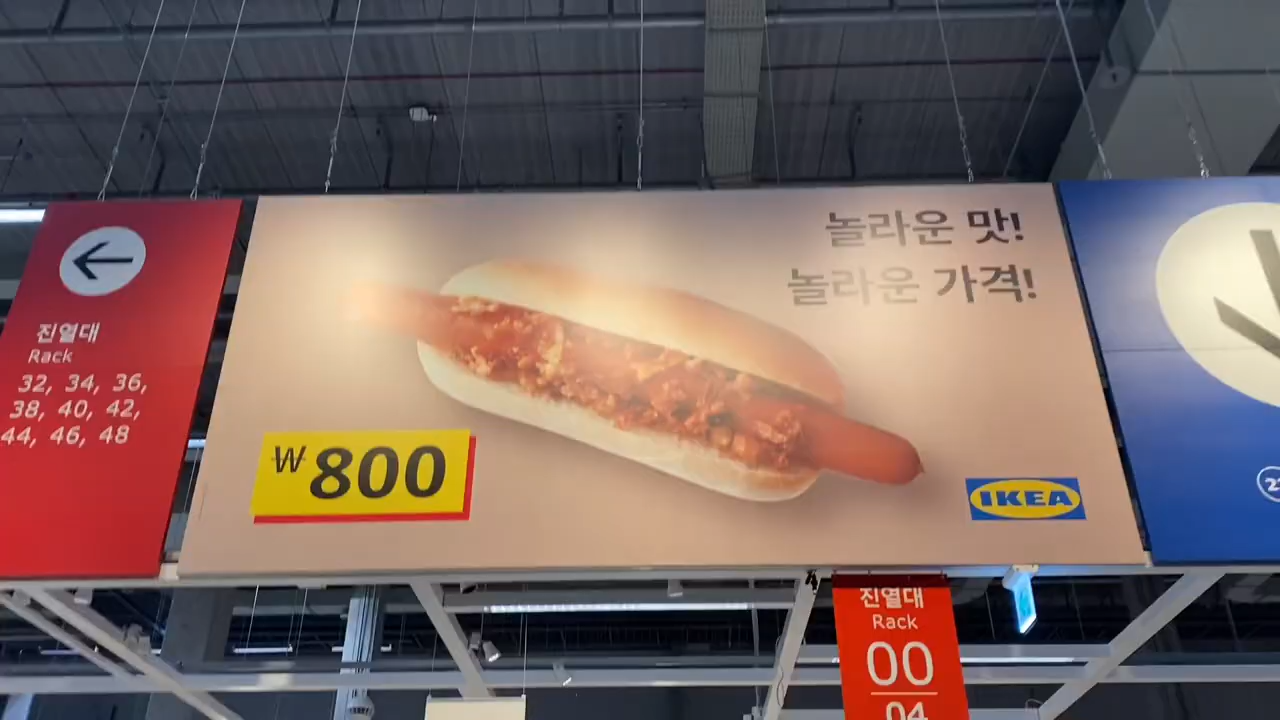 진열대
Rack
32, 34, 36,
38, 40, 42,
44, 46, 48
놀라운 맛!
놀라운 가격!
₩800
IKEA
진열대
Rack
00
04